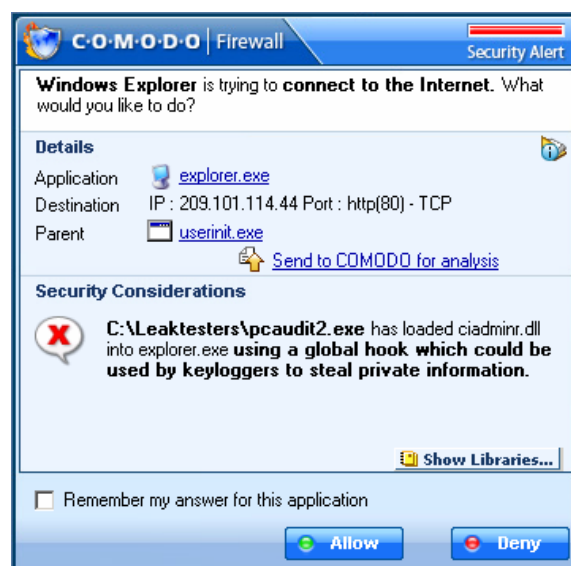 C·O·M·O·D·O | Firewall
Security Alert
Windows Explorer is trying to connect to the Internet. What
would you like to do?
Details
Application explorer.exe
Destination IP : 209.101.114.44 Port : http(80) - TCP
Parent userinit.exe
Send to COMODO for analysis
Security Considerations
C:\Leaktesters\pcaudit2.exe has loaded ciadminr.dll
into explorer.exe using a global hook which could be
used by keyloggers to steal private information.
Show Libraries...
Remember my answer for this application
Allow Deny